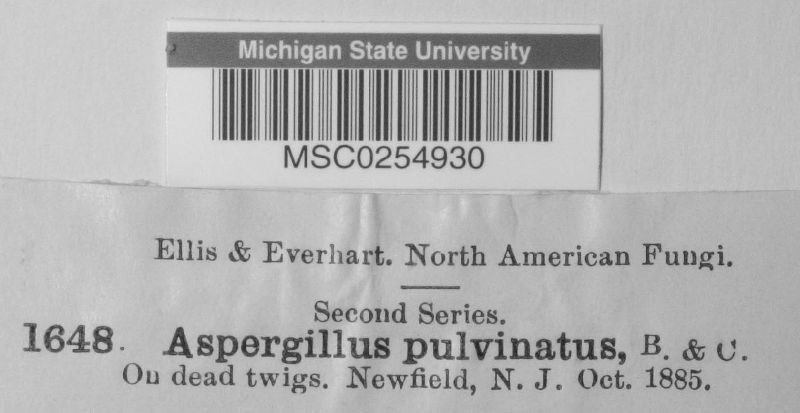 Michigan State University
MSC0254930
Ellis & Everhart. North American Fungi.
Second Series.
1648. Aspergillus pulvinatus, B. & C.
On dead twigs. Newfield, N. J. Oct. 1885.